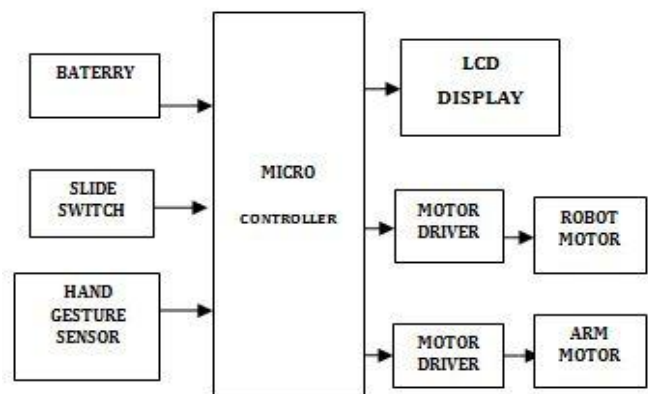 BATERRY
SLIDE
SWITCH
HAND
GESTURE
SENSOR
MICRO
CONTROLLER
LCD
DISPLAY
MOTOR
DRIVER
ROBOT
MOTOR
MOTOR
DRIVER
ARM
MOTOR